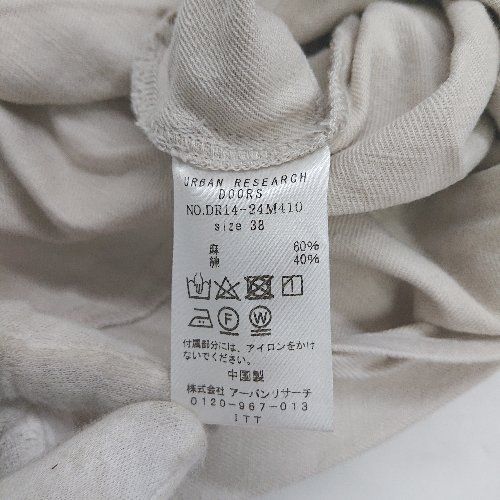 URBAN RESEARCH
DOORS
NO.DR14-24M410
size 38
麻 60%
綿 40%
F W
付属部分には、アイロンをかけ
ないでください。
中国製
株式会社 アーバンリサーチ
0120-967-013
ITT